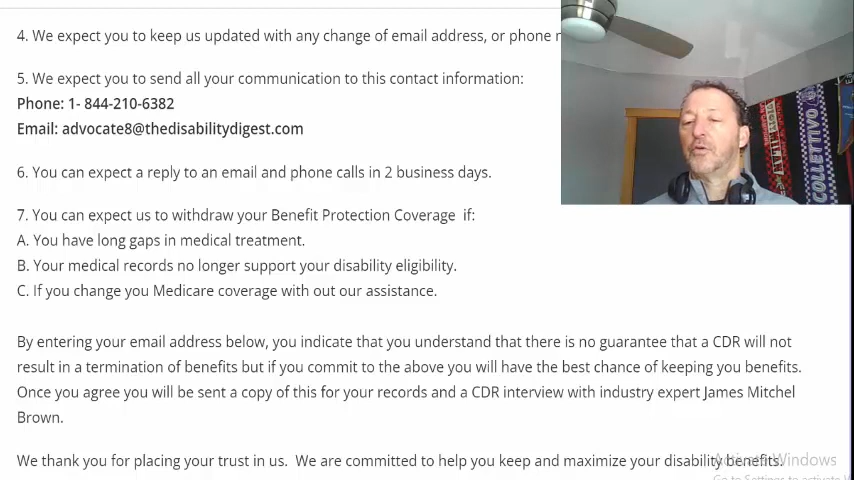 4. We expect you to keep us updated with any change of email address, or phone
5. We expect you to send all your communication to this contact information:
Phone: 1- 844-210-6382
Email: advocate8@thedisabilitydigest.com
6. You can expect a reply to an email and phone calls in 2 business days.
7. You can expect us to withdraw your Benefit Protection Coverage if:
A. You have long gaps in medical treatment.
B. Your medical records no longer support your disability eligibility.
C. If you change you Medicare coverage with out our assistance.
By entering your email address below, you indicate that you understand that there is no guarantee that a CDR will not
result in a termination of benefits but if you commit to the above you will have the best chance of keeping you benefits.
Once you agree you will be sent a copy of this for your records and a CDR interview with industry expert James Mitchel
Brown.
We thank you for placing your trust in us. We are committed to help you keep and maximize your disability benefits.
Activate Windows
Go to Settings to activate
MILAN
COLLETTIVO